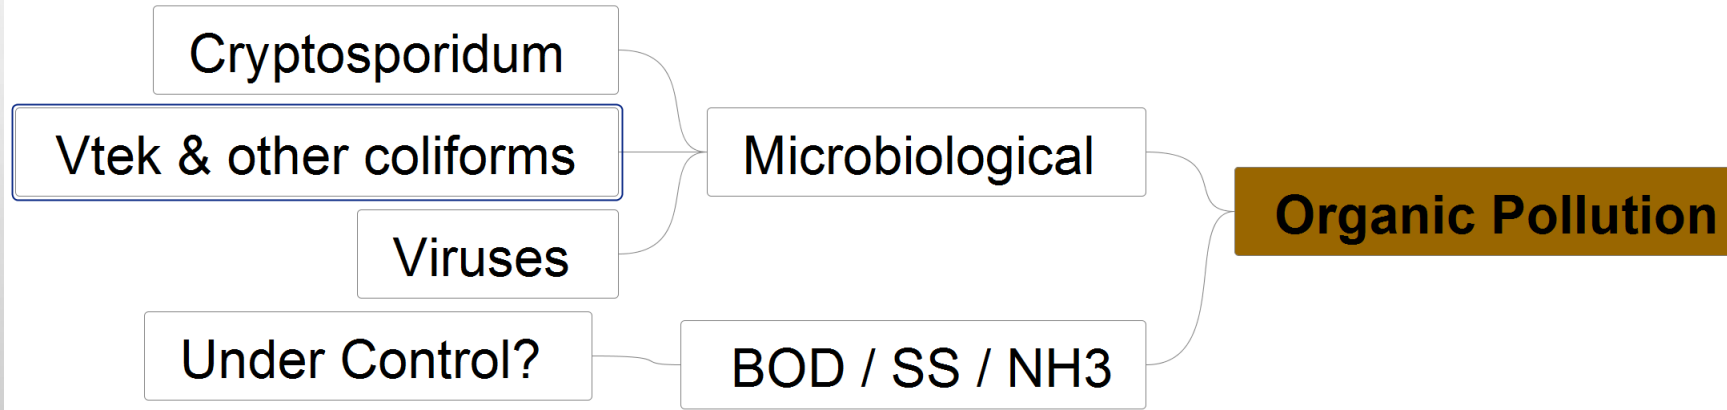 Cryptosporidum
Vtek & other coliforms
Microbiological
Viruses
Organic Pollution
Under Control?
BOD / SS / NH3